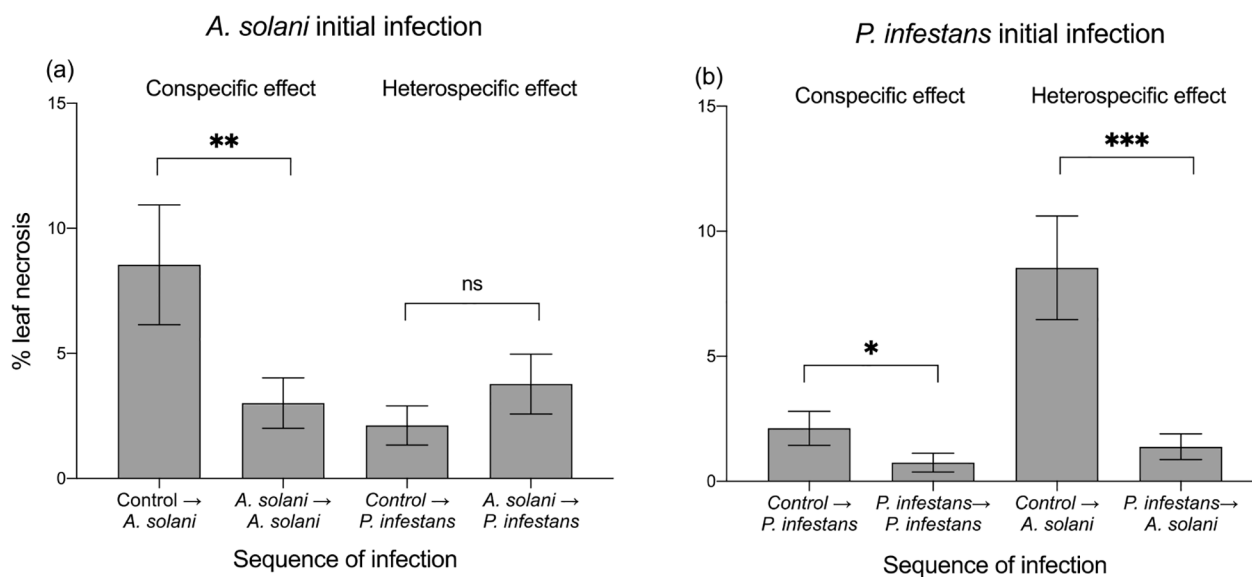 A. solani initial infection
(a)
Conspecific effect
Heterospecific effect
% leaf necrosis
15
10
5
0
**
ns
Control →
A. solani
A. solani →
A. solani
Control →
P. infestans
A. solani →
P. infestans
Sequence of infection
P. infestans initial infection
(b)
Conspecific effect
Heterospecific effect
15
10
5
0
*
***
Control →
P. infestans
P. infestans→
P. infestans
Control →
A. solani
P. infestans→
A. solani
Sequence of infection